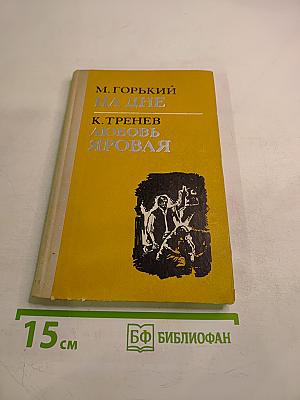 М. ГОРЬКИЙ
НА ДНЕ
К. ТРЕНЕВ
ЛЮБОВЬ
ЯРОВАЯ
15 см
БФ БИБЛИОФАН